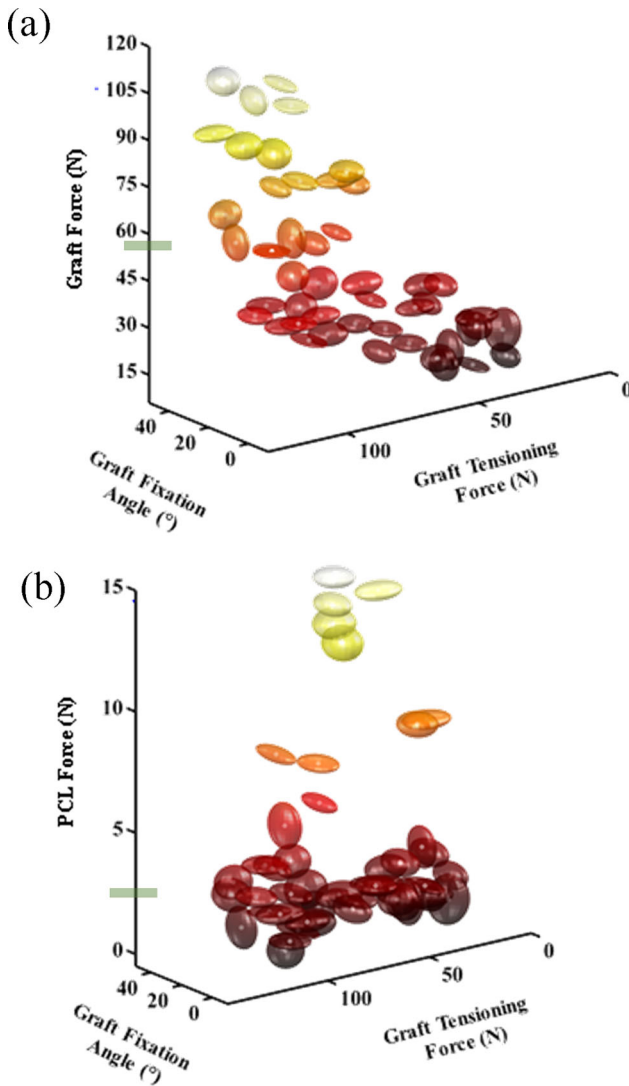 (a)
120
105
90
75
60
45
30
15
Graft Force (N)
40
20
0
Graft Fixation
Angle (°)
100
50
0
Graft Tensioning
Force (N)
(b)
15
10
5
0
PCL Force (N)
40
20
0
Graft Fixation
Angle (°)
100
50
0
Graft Tensioning
Force (N)